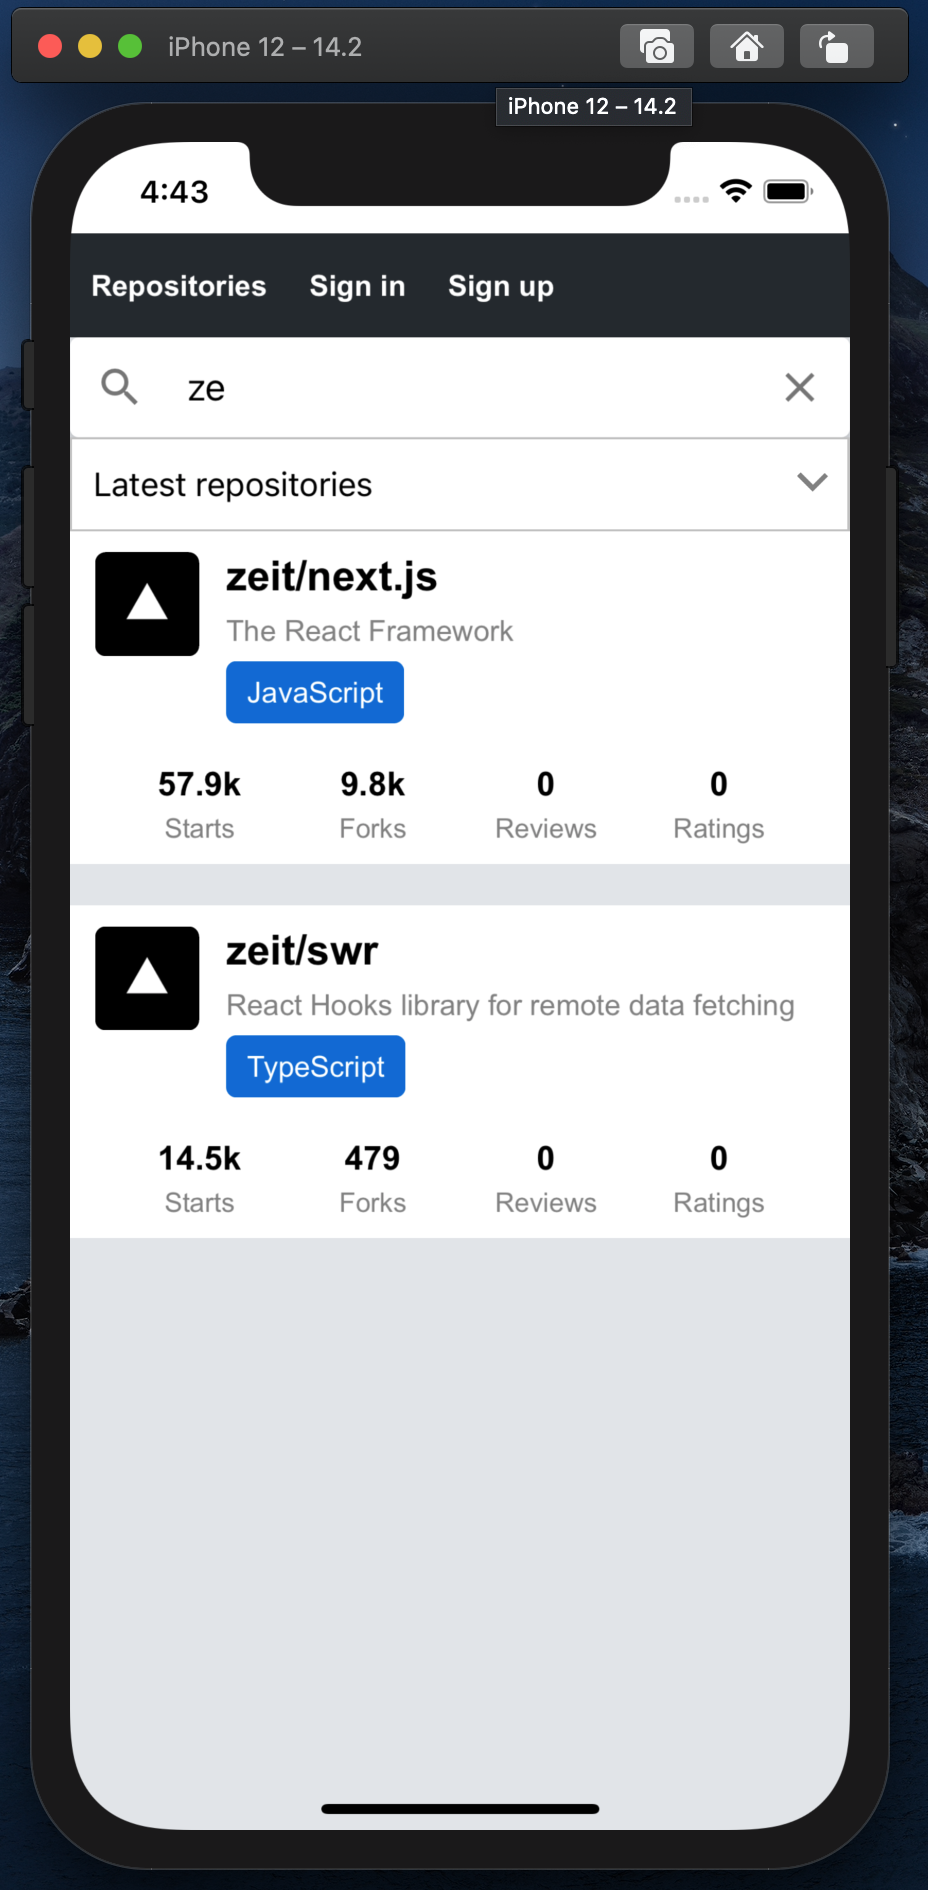 iPhone 12 – 14.2
iPhone 12 – 14.2
4:43
Repositories Sign in Sign up
ze
Latest repositories
zeit/next.js
The React Framework
JavaScript
57.9k 9.8k 0 0
Starts Forks Reviews Ratings
zeit/swr
React Hooks library for remote data fetching
TypeScript
14.5k 479 0 0
Starts Forks Reviews Ratings